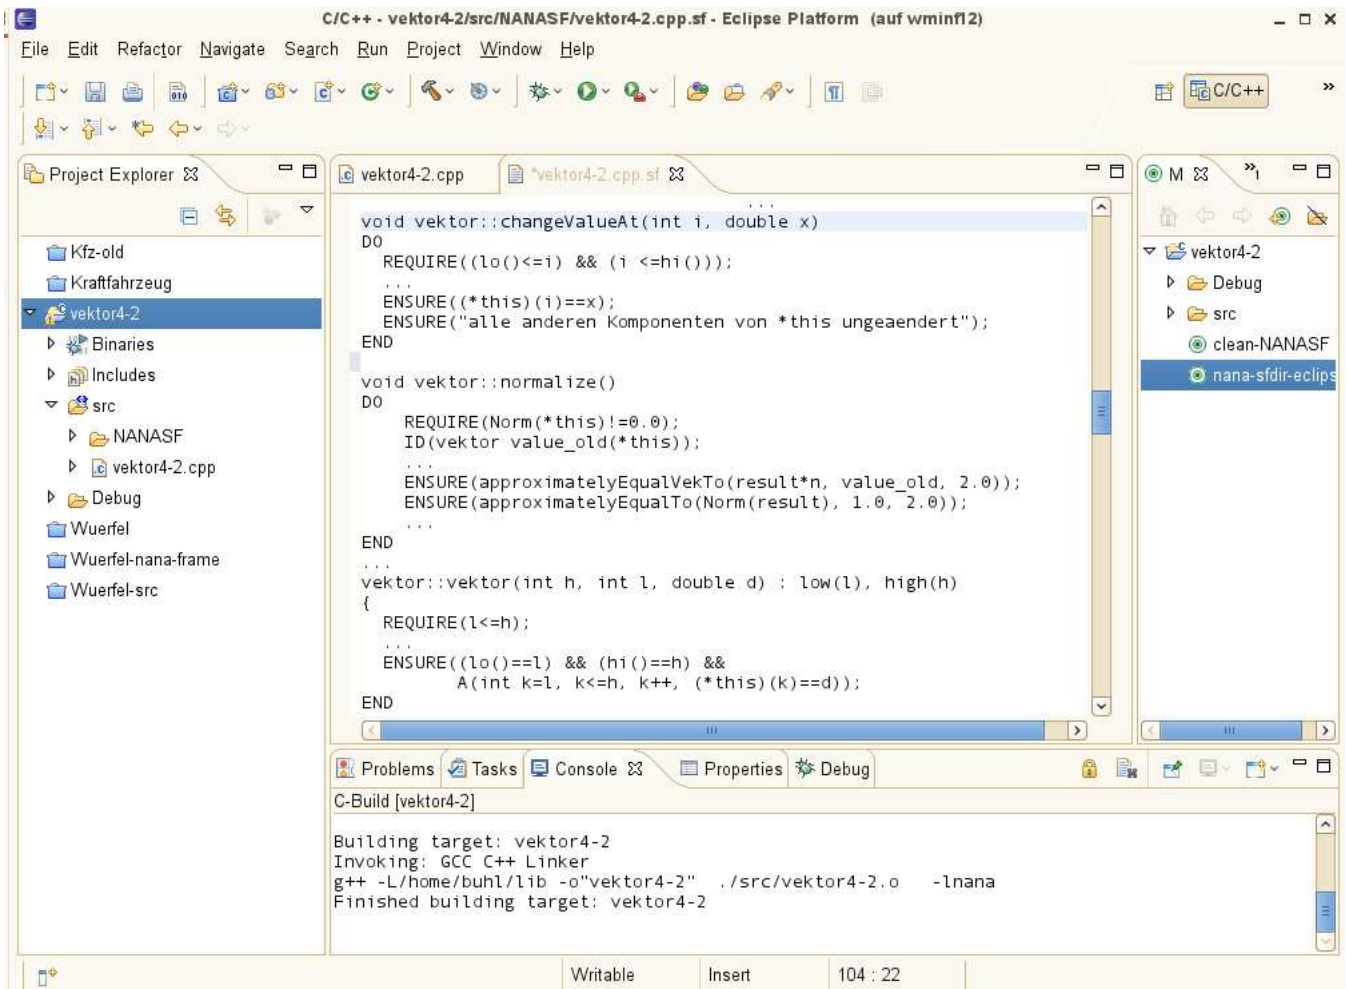 C/C++ - vektor4-2/src/NANASF/vektor4-2.cpp.sf - Eclipse Platform (auf wminf12)
File Edit Refactor Navigate Search Run Project Window Help
010
C/C++ »
Project Explorer
Kfz-old
Kraftfahrzeug
vektor4-2
Binaries
Includes
src
NANASF
vektor4-2.cpp
Debug
Wuerfel
Wuerfel-nana-frame
Wuerfel-src
vektor4-2.cpp *vektor4-2.cpp.sf
...
void vektor::changeValueAt(int i, double x)
DO
REQUIRE((lo()<=i) && (i <=hi()));
...
ENSURE((*this)(i)==x);
ENSURE("alle anderen Komponenten von *this ungeaendert");
END
void vektor::normalize()
DO
REQUIRE(Norm(*this)!=0.0);
ID(vektor value_old(*this));
...
ENSURE(approximatelyEqualVekTo(result*n, value_old, 2.0));
ENSURE(approximatelyEqualTo(Norm(result), 1.0, 2.0));
...
END
...
vektor::vektor(int h, int l, double d) : low(l), high(h)
{
REQUIRE(l<=h);
...
ENSURE((lo()==l) && (hi()==h) &&
A(int k=l, k<=h, k++, (*this)(k)==d));
END
M »1
vektor4-2
Debug
src
clean-NANASF
nana-sfdir-eclips
Problems Tasks Console Properties Debug
C-Build [vektor4-2]
Building target: vektor4-2
Invoking: GCC C++ Linker
g++ -L/home/buhl/lib -o"vektor4-2" ./src/vektor4-2.o -lnana
Finished building target: vektor4-2
Writable Insert 104 : 22